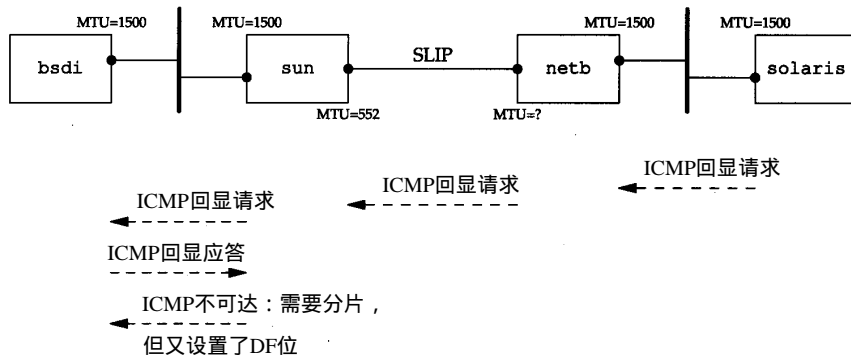 MTU=1500
MTU=1500
MTU=1500
MTU=1500
bsdi
sun
SLIP
netb
solaris
MTU=552
MTU=?
ICMP回显请求
ICMP回显请求
ICMP回显请求
ICMP回显应答
ICMP不可达：需要分片，
但又设置了DF位